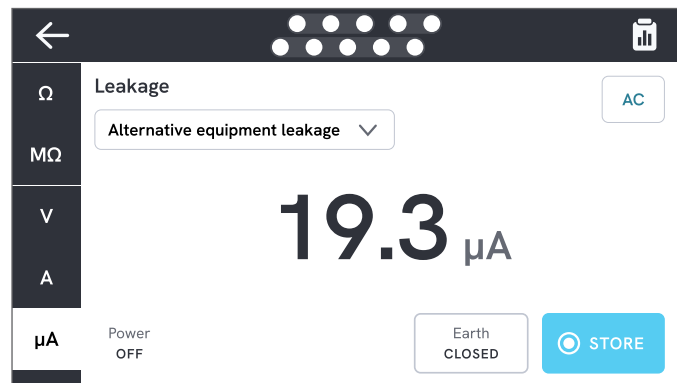 Ω
Leakage
AC
Alternative equipment leakage
MΩ
V
19.3 µA
A
µA
Power
OFF
Earth
CLOSED
STORE